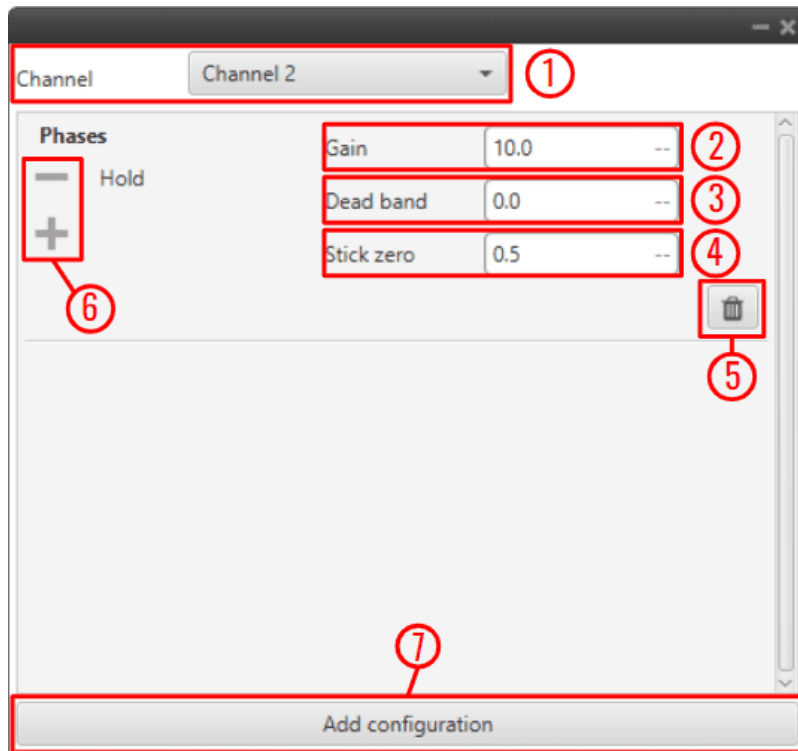 Channel Channel 2 1
Phases
Gain 10.0 -- 2
Hold
Dead band 0.0 -- 3
Stick zero 0.5 -- 4
6
5
7
Add configuration